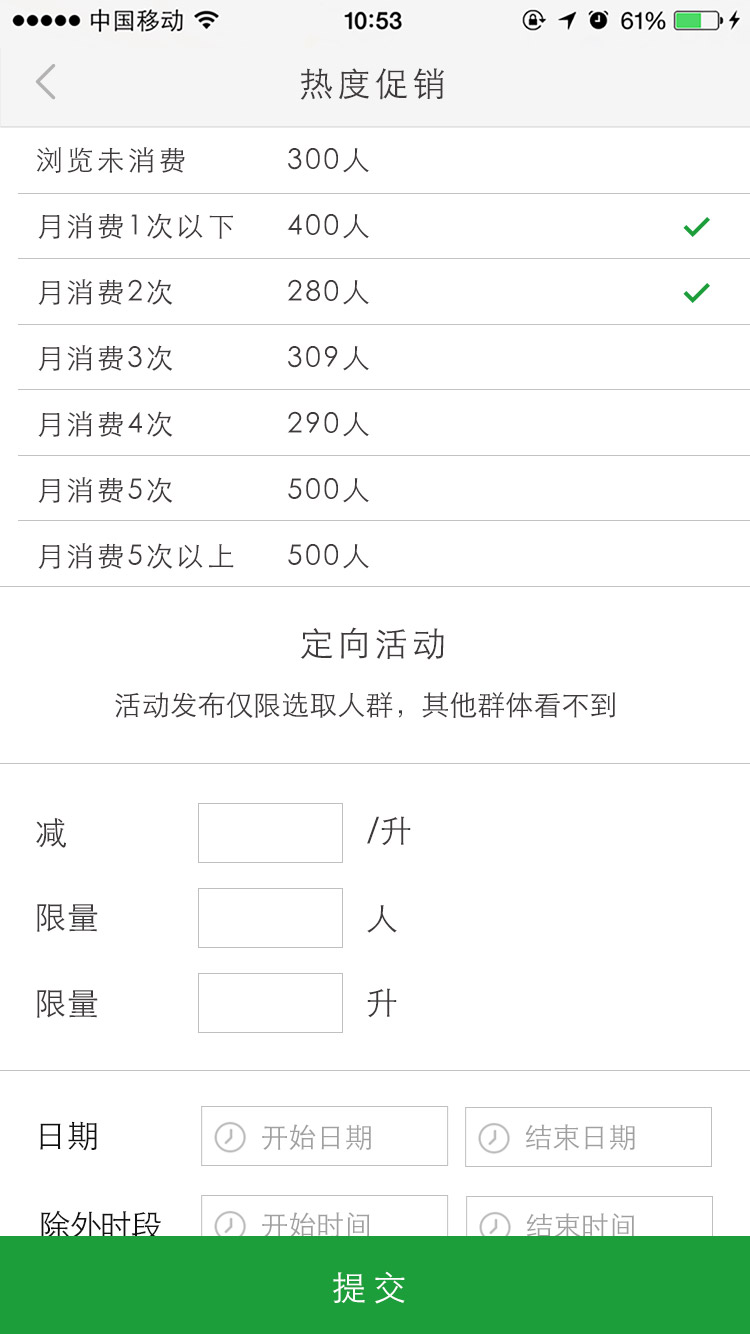 中国移动 10:53 61%
热度促销
浏览未消费 300人
月消费1次以下 400人
月消费2次 280人
月消费3次 309人
月消费4次 290人
月消费5次 500人
月消费5次以上 500人
定向活动
活动发布仅限选取人群，其他群体看不到
减 /升
限量 人
限量 升
日期 开始日期 结束日期
除外时段 开始时间 结束时间
提交